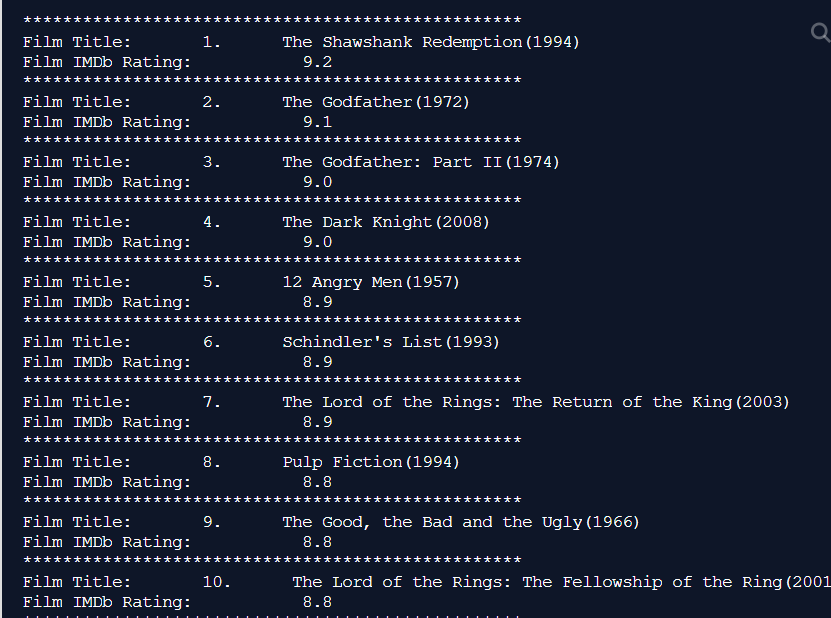 **************************************************
Film Title: 1. The Shawshank Redemption(1994)
Film IMDb Rating: 9.2
**************************************************
Film Title: 2. The Godfather(1972)
Film IMDb Rating: 9.1
**************************************************
Film Title: 3. The Godfather: Part II(1974)
Film IMDb Rating: 9.0
**************************************************
Film Title: 4. The Dark Knight(2008)
Film IMDb Rating: 9.0
**************************************************
Film Title: 5. 12 Angry Men(1957)
Film IMDb Rating: 8.9
**************************************************
Film Title: 6. Schindler's List(1993)
Film IMDb Rating: 8.9
**************************************************
Film Title: 7. The Lord of the Rings: The Return of the King(2003)
Film IMDb Rating: 8.9
**************************************************
Film Title: 8. Pulp Fiction(1994)
Film IMDb Rating: 8.8
**************************************************
Film Title: 9. The Good, the Bad and the Ugly(1966)
Film IMDb Rating: 8.8
**************************************************
Film Title: 10. The Lord of the Rings: The Fellowship of the Ring(2001
Film IMDb Rating: 8.8
**************************************************